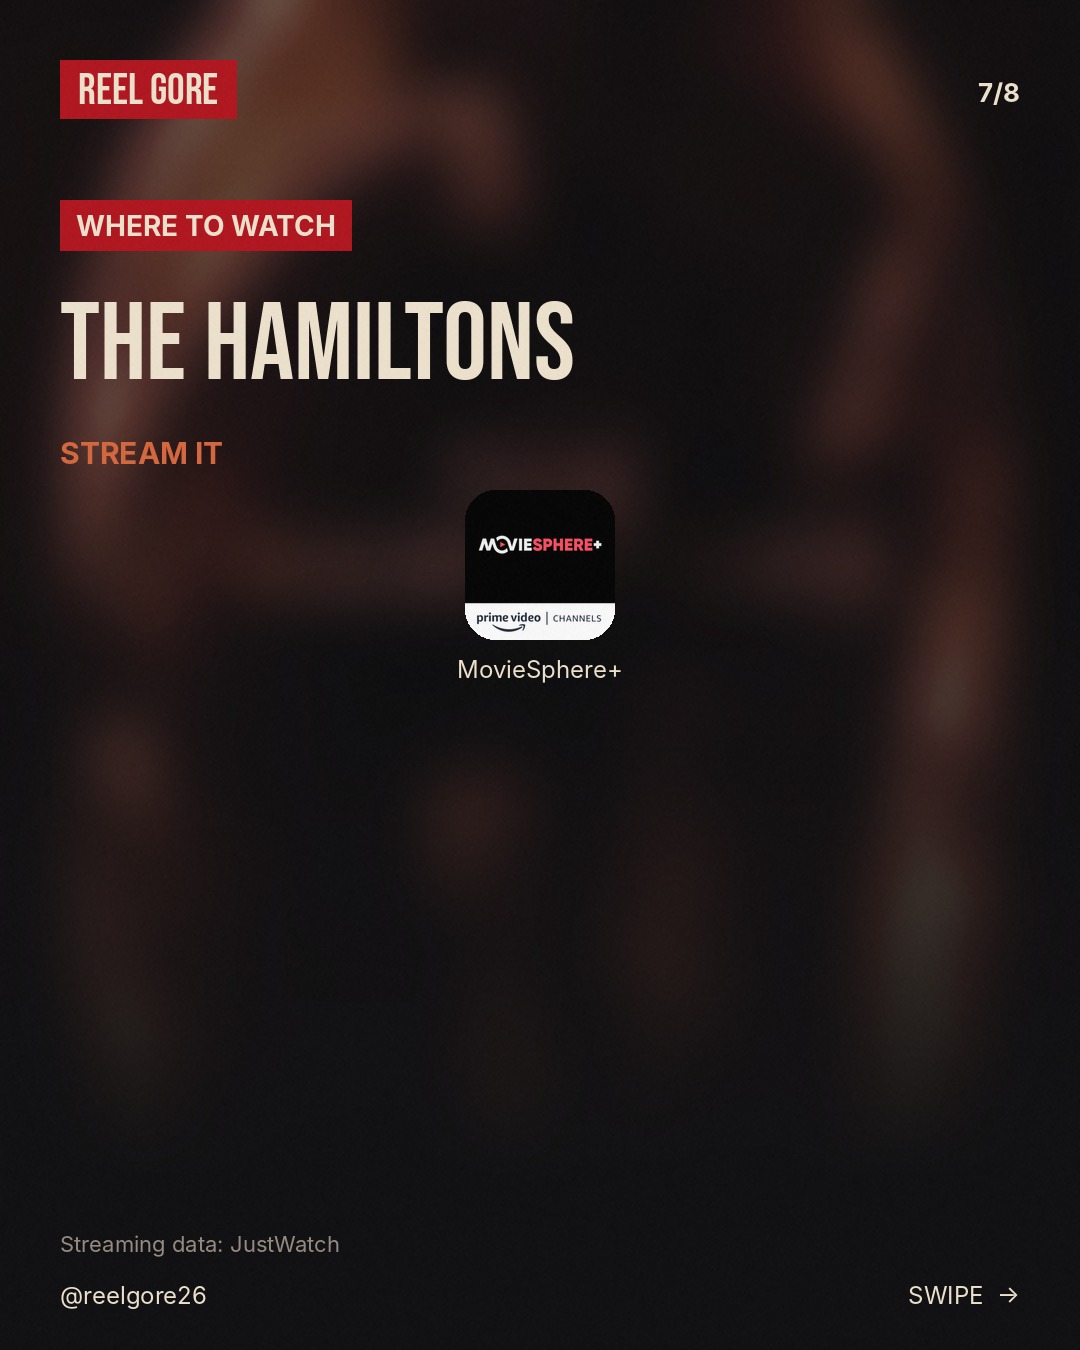 REEL GORE
7/8
WHERE TO WATCH
THE HAMILTONS
STREAM IT
MOVIESPHERE+
prime video | CHANNELS
MovieSphere+
Streaming data: JustWatch
@reelgore26
SWIPE →